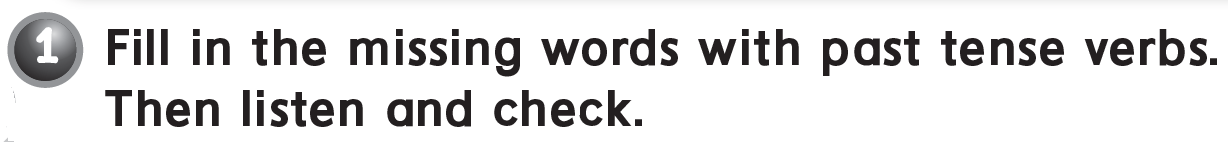 1 Fill in the missing words with past tense verbs.
Then listen and check.